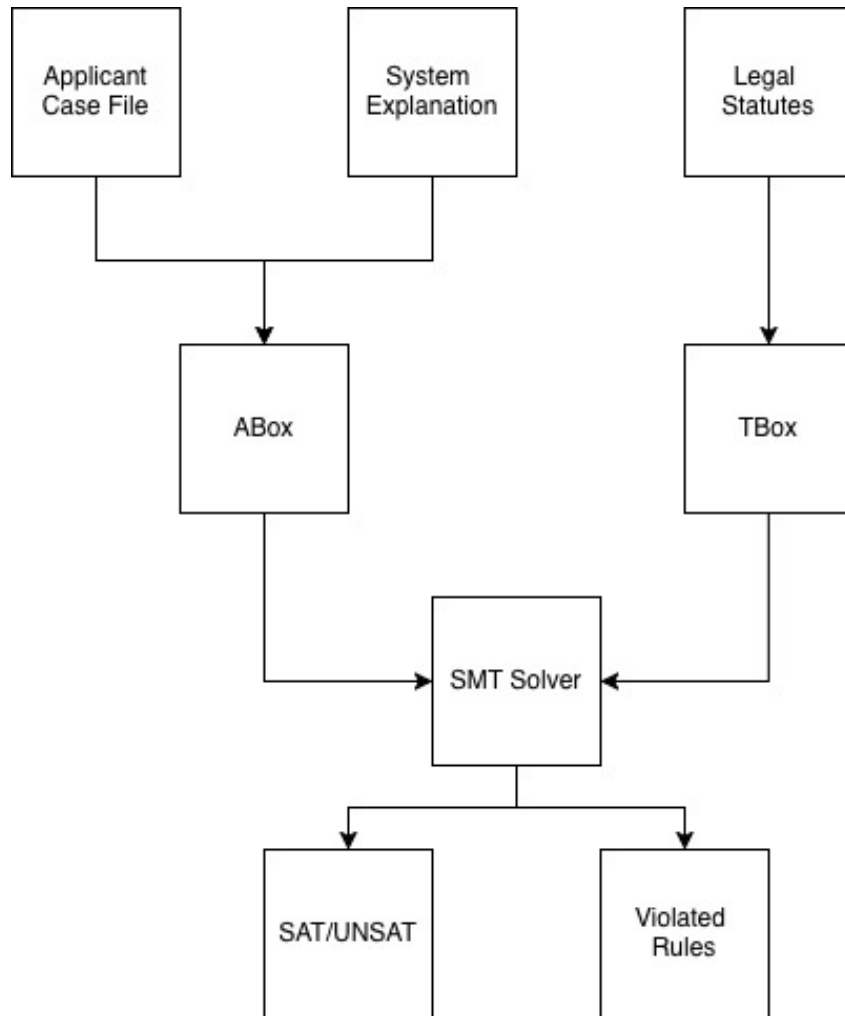 Applicant
Case File
System
Explanation
Legal
Statutes
ABox
TBox
SMT Solver
SAT/UNSAT
Violated
Rules